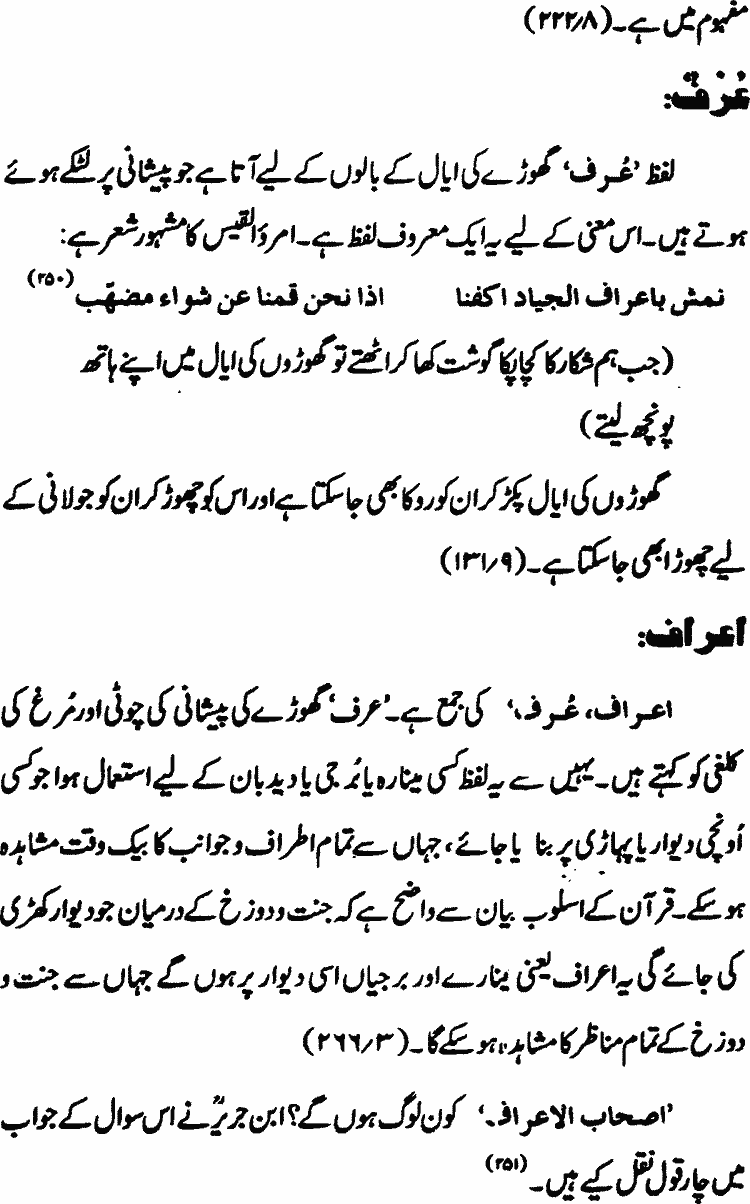 مفہوم میں ہے۔(۲۲۲/۸)
عُرْفٌ:
لفظ ’عُرف‘ گھوڑے کی ایال کے بالوں کے لیے آتا ہے جو پیشانی پر لٹکے ہوئے
ہوتے ہیں۔اس معنی کے لیے یہ ایک معروف لفظ ہے۔امرؤالقیس کا مشہور شعر ہے:
نمش باعراف الجیاد اکفنا اذا نحن قمنا عن شواء مضهّب (۲۵۰)
(جب ہم شکار کا کچا پکا گوشت کھا کر اٹھتے تو گھوڑوں کی ایال میں اپنے ہاتھ
پونچھ لیتے)
گھوڑوں کی ایال پکڑ کر ان کو روکا بھی جا سکتا ہے اور اس کو چھوڑ کر ان کو جولانی کے
لیے چھوڑا بھی جا سکتا ہے۔(۱۳۱/۹)
اعراف:
اعراف، عُرف،‘ کی جمع ہے۔’عرف‘ گھوڑے کی پیشانی کی چوٹی اور مُرغ کی
کلغی کو کہتے ہیں۔یہیں سے یہ لفظ کسی مینارہ یا بُرجی یا دیدبان کے لیے استعمال ہوا جو کسی
اُونچی دیوار یا پہاڑی پر بنا یا جائے، جہاں سے تمام اطراف و جوانب کا بیک وقت مشاہدہ
ہو سکے۔قرآن کے اسلوب بیان سے واضح ہے کہ جنت و دوزخ کے درمیان جو دیوار کھڑی
کی جائے گی یہ اعراف یعنی مینارے اور برجیاں اسی دیوار پر ہوں گے جہاں سے جنت و
دوزخ کے تمام مناظر کا مشاہدہ ہو سکے گا۔(۲۶۶/۳)
’اصحاب الاعراف‘ کون لوگ ہوں گے؟ ابن جریرؒ نے اس سوال کے جواب
میں چار قول نقل کیے ہیں۔(۲۵۱)